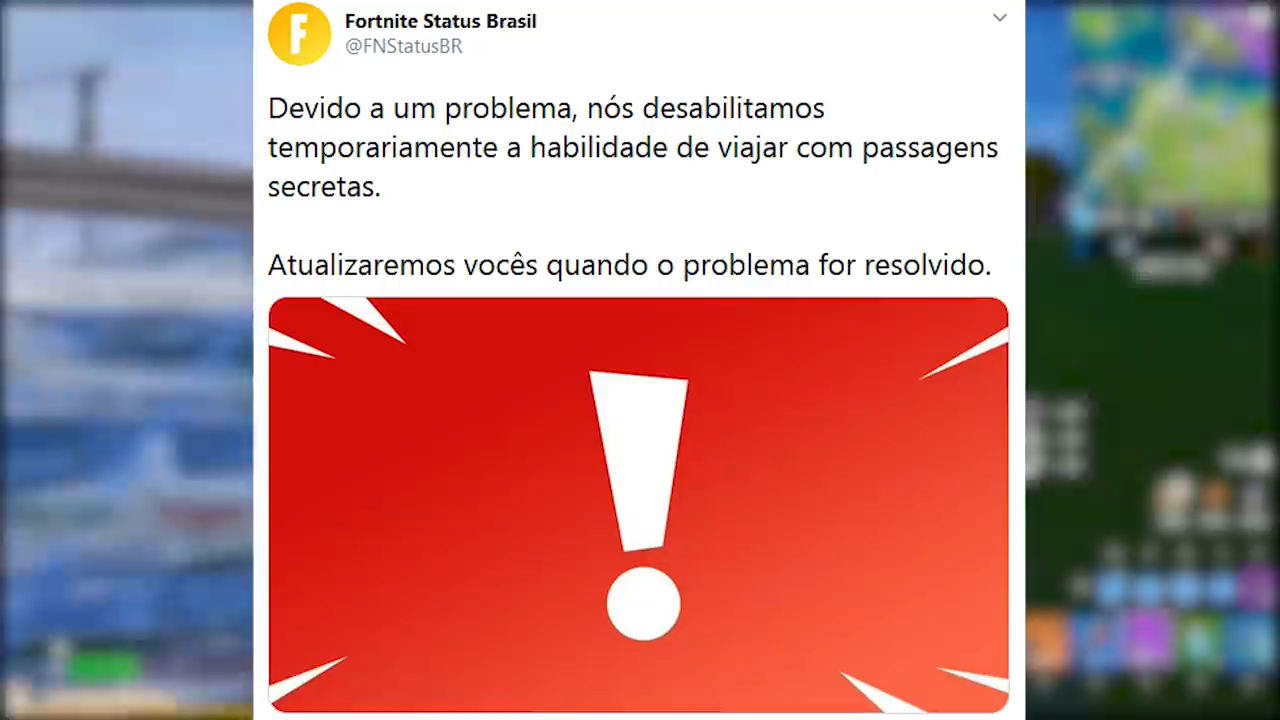 Fortnite Status Brasil
@FNStatusBR
Devido a um problema, nós desabilitamos
temporariamente a habilidade de viajar com passagens
secretas.
Atualizaremos vocês quando o problema for resolvido.